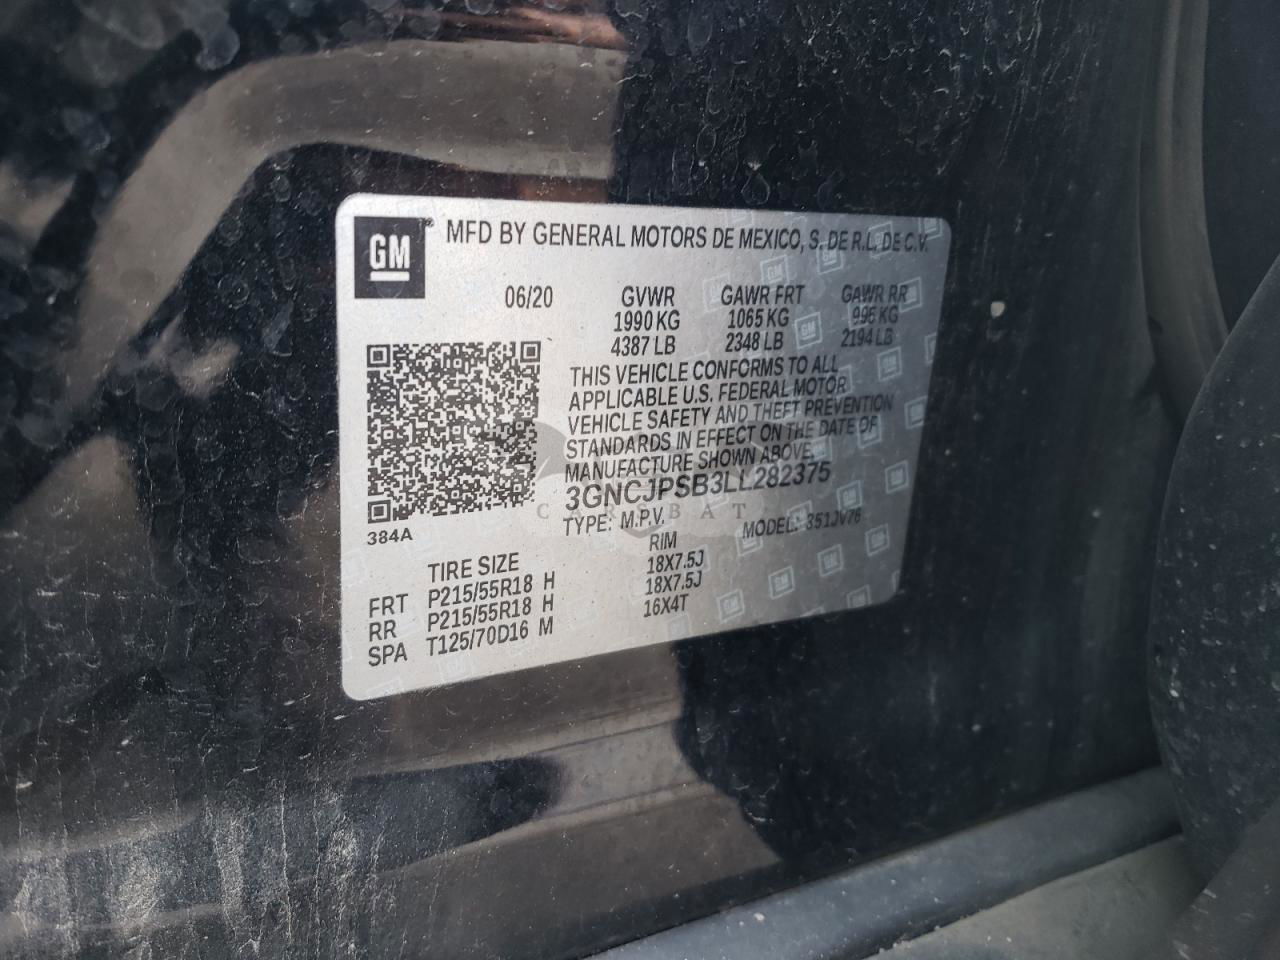 GM
MFD BY GENERAL MOTORS DE MEXICO, S. DE R.L. DE C.V.
06/20 GVWR GAWR FRT GAWR RR
1990 KG 1065 KG 995 KG
4387 LB 2348 LB 2194 LB
THIS VEHICLE CONFORMS TO ALL
APPLICABLE U.S. FEDERAL MOTOR
VEHICLE SAFETY AND THEFT PREVENTION
STANDARDS IN EFFECT ON THE DATE OF
MANUFACTURE SHOWN ABOVE.
3GNCJPSB3LL282375
CARSBAT
TYPE: M.P.V. MODEL: 351JV76
384A
TIRE SIZE RIM
FRT P215/55R18 H 18X7.5J
RR P215/55R18 H 18X7.5J
SPA T125/70D16 M 16X4T